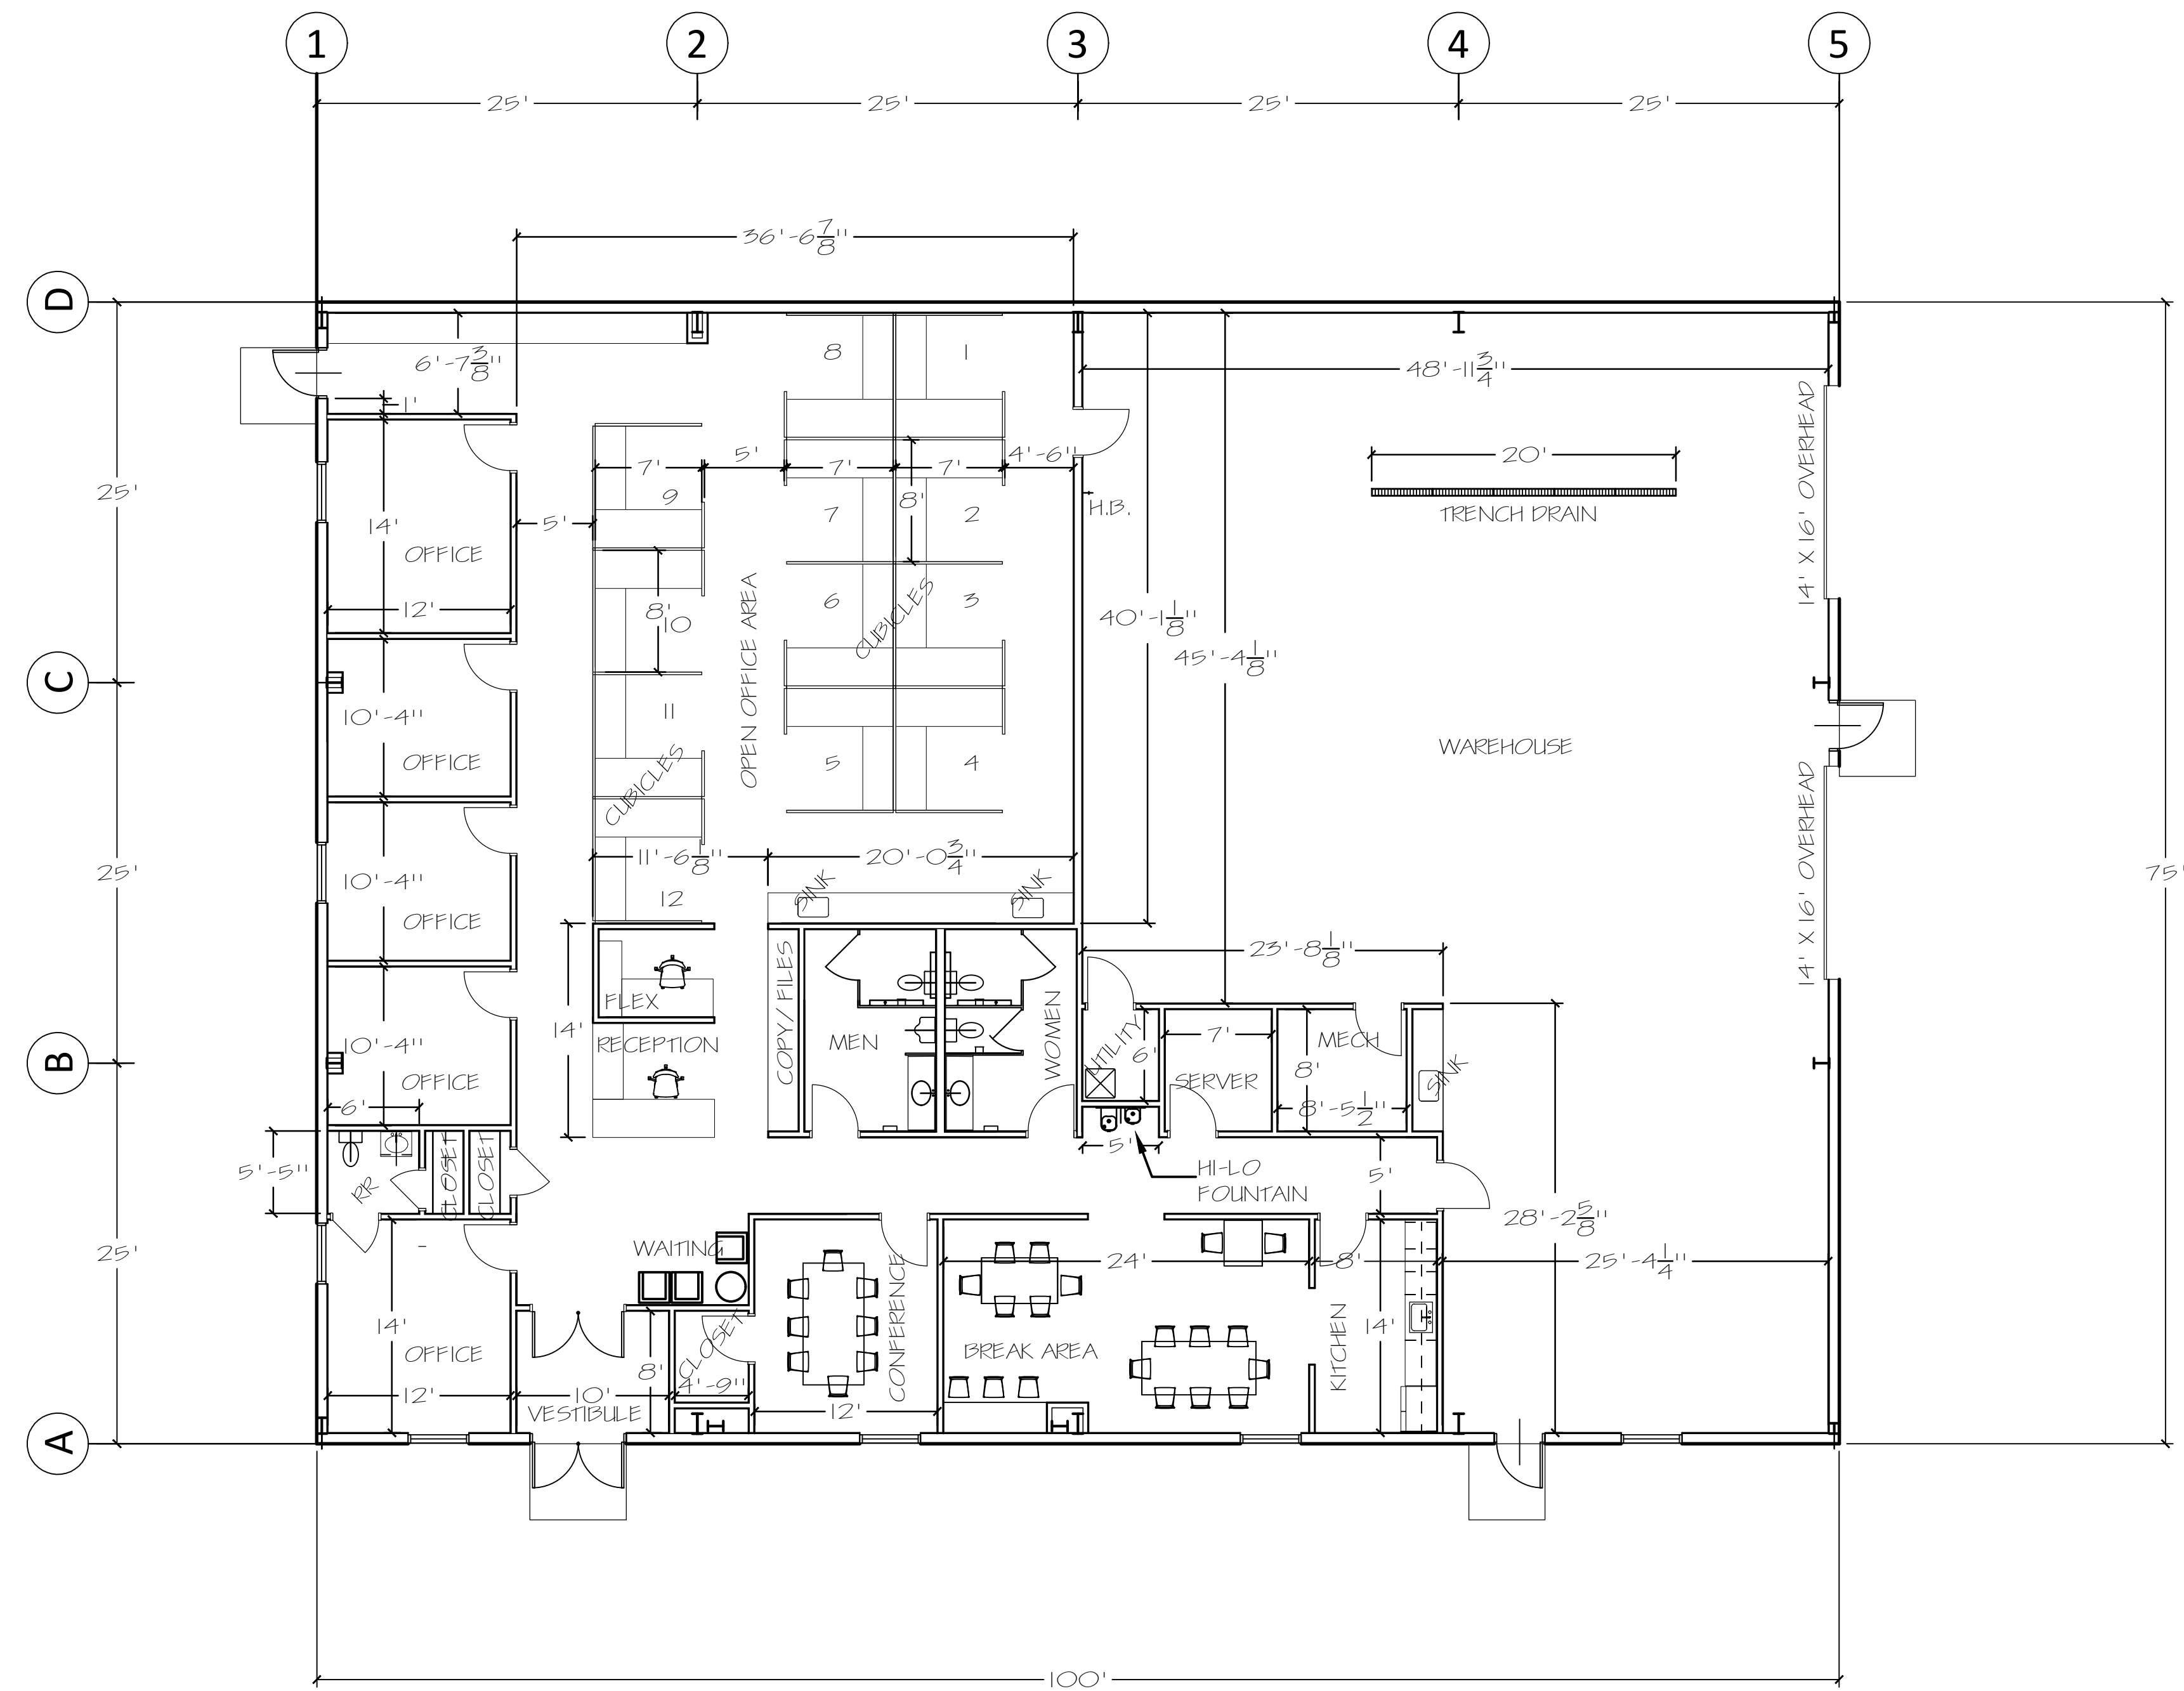 1
2
3
4
5
25'
25'
25'
25'
36'-6 7/8"
D
6'-7 3/8"
8
1
48'-11 3/4"
1'
14' X 16' OVERHEAD
20'
TRENCH DRAIN
7'
5'
7'
7'
4'-6"
9
8'
H.B.
25'
7
2
14'
OFFICE
5'
12'
8'
10
OPEN OFFICE AREA
6
3
CUBICLES
40'-1 1/8"
45'-4 1/8"
C
10'-4"
OFFICE
11
5
4
WAREHOUSE
CUBICLES
14' X 16' OVERHEAD
25'
75'
10'-4"
OFFICE
11'-6 1/8"
20'-0 3/4"
12
SINK
SINK
23'-8 1/8"
FLEX
COPY/ FILES
14'
RECEPTION
MEN
WOMEN
UTILITY
6'
7'
SERVER
MECH
8'
8'-5 1/2"
SINK
B
10'-4"
OFFICE
6'
5'-5"
RR
CLOSET
CLOSET
5'
HI-LO
FOUNTAIN
5'
28'-2 5/8"
25'
WAITING
24'
8'
25'-4 1/4"
14'
OFFICE
12'
10'
VESTIBULE
8'
CLOSET
4'-9"
CONFERENCE
12'
BREAK AREA
KITCHEN
14'
A
100'